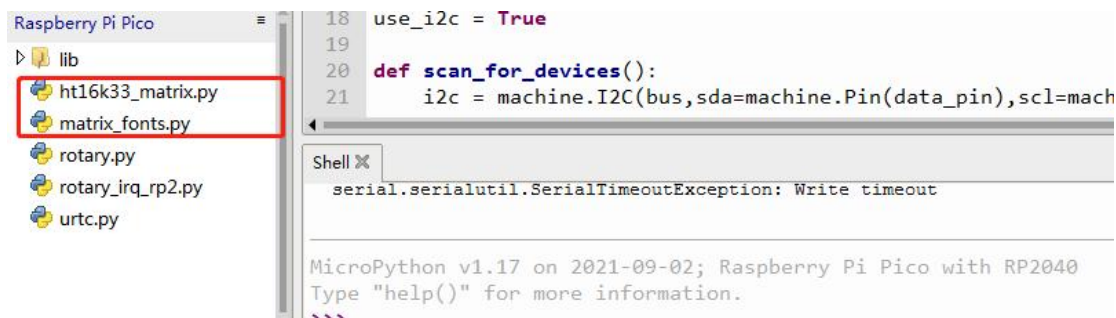 Raspberry Pi Pico
lib
ht16k33_matrix.py
matrix_fonts.py
rotary.py
rotary_irq_rp2.py
urtc.py
18 use_i2c = True
19
20 def scan_for_devices():
21 i2c = machine.I2C(bus,sda=machine.Pin(data_pin),scl=mach
Shell
serial.serialutil.SerialTimeoutException: Write timeout
MicroPython v1.17 on 2021-09-02; Raspberry Pi Pico with RP2040
Type "help()" for more information.
>>>